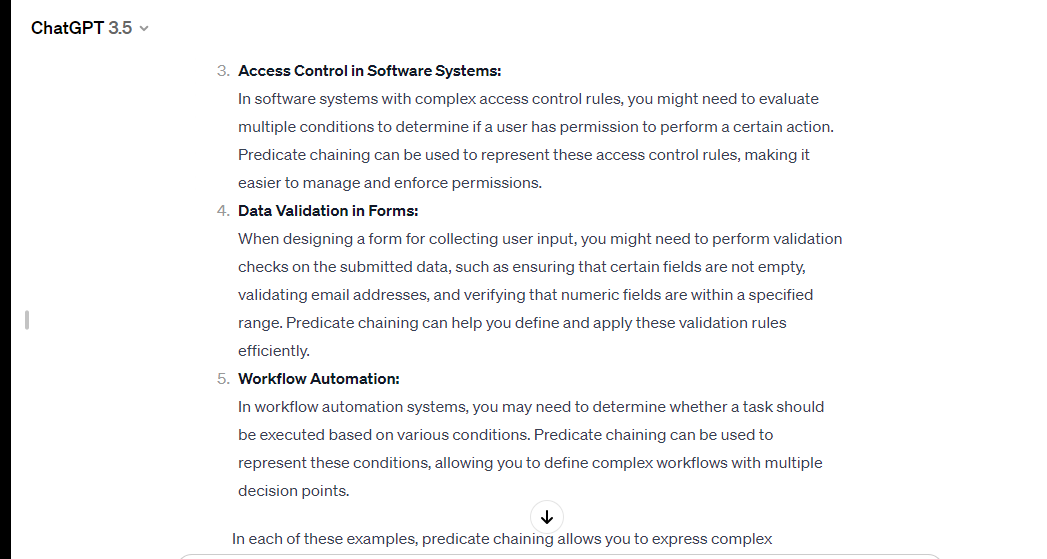 ChatGPT 3.5
3. Access Control in Software Systems:
In software systems with complex access control rules, you might need to evaluate
multiple conditions to determine if a user has permission to perform a certain action.
Predicate chaining can be used to represent these access control rules, making it
easier to manage and enforce permissions.
4. Data Validation in Forms:
When designing a form for collecting user input, you might need to perform validation
checks on the submitted data, such as ensuring that certain fields are not empty,
validating email addresses, and verifying that numeric fields are within a specified
range. Predicate chaining can help you define and apply these validation rules
efficiently.
5. Workflow Automation:
In workflow automation systems, you may need to determine whether a task should
be executed based on various conditions. Predicate chaining can be used to
represent these conditions, allowing you to define complex workflows with multiple
decision points.
In each of these examples, predicate chaining allows you to express complex